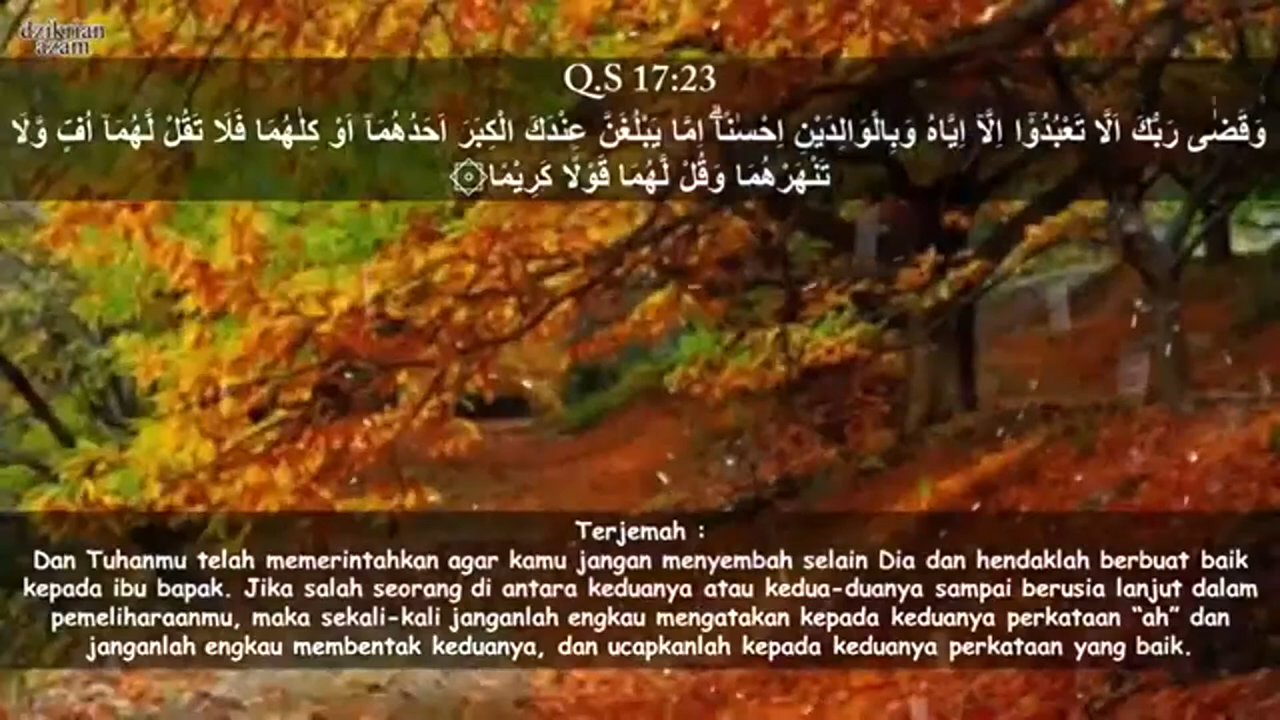 dzikrian
azam
Q.S 17:23
وَقَضٰى رَبُّكَ اَلَّا تَعْبُدُوْٓا اِلَّآ اِيَّاهُ وَبِالْوَالِدَيْنِ اِحْسٰنًاۗ اِمَّا يَبْلُغَنَّ عِنْدَكَ الْكِبَرَ اَحَدُهُمَآ اَوْ كِلٰهُمَا فَلَا تَقُلْ لَّهُمَآ اُفٍّ وَّلَا
تَنْهَرْهُمَا وَقُلْ لَّهُمَا قَوْلًا كَرِيْمًا۞
Terjemah :
Dan Tuhanmu telah memerintahkan agar kamu jangan menyembah selain Dia dan hendaklah berbuat baik
kepada ibu bapak. Jika salah seorang di antara keduanya atau kedua-duanya sampai berusia lanjut dalam
pemeliharaanmu, maka sekali-kali janganlah engkau mengatakan kepada keduanya perkataan “ah” dan
janganlah engkau membentak keduanya, dan ucapkanlah kepada keduanya perkataan yang baik.